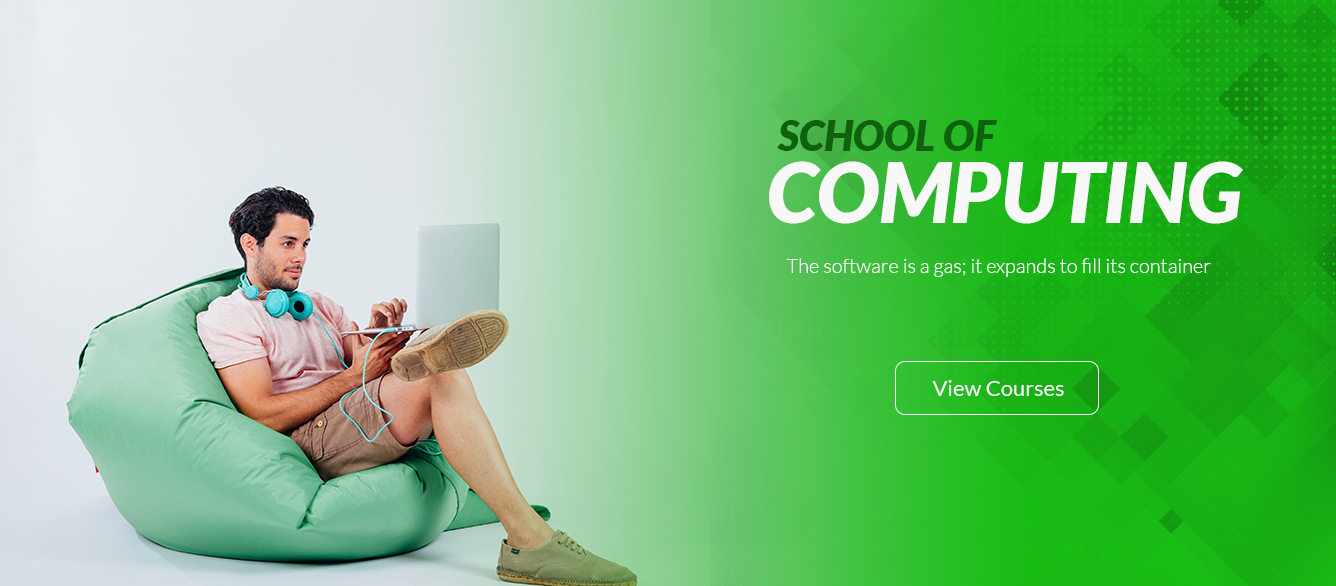 SCHOOL OF
COMPUTING
The software is a gas; it expands to fill its container
View Courses